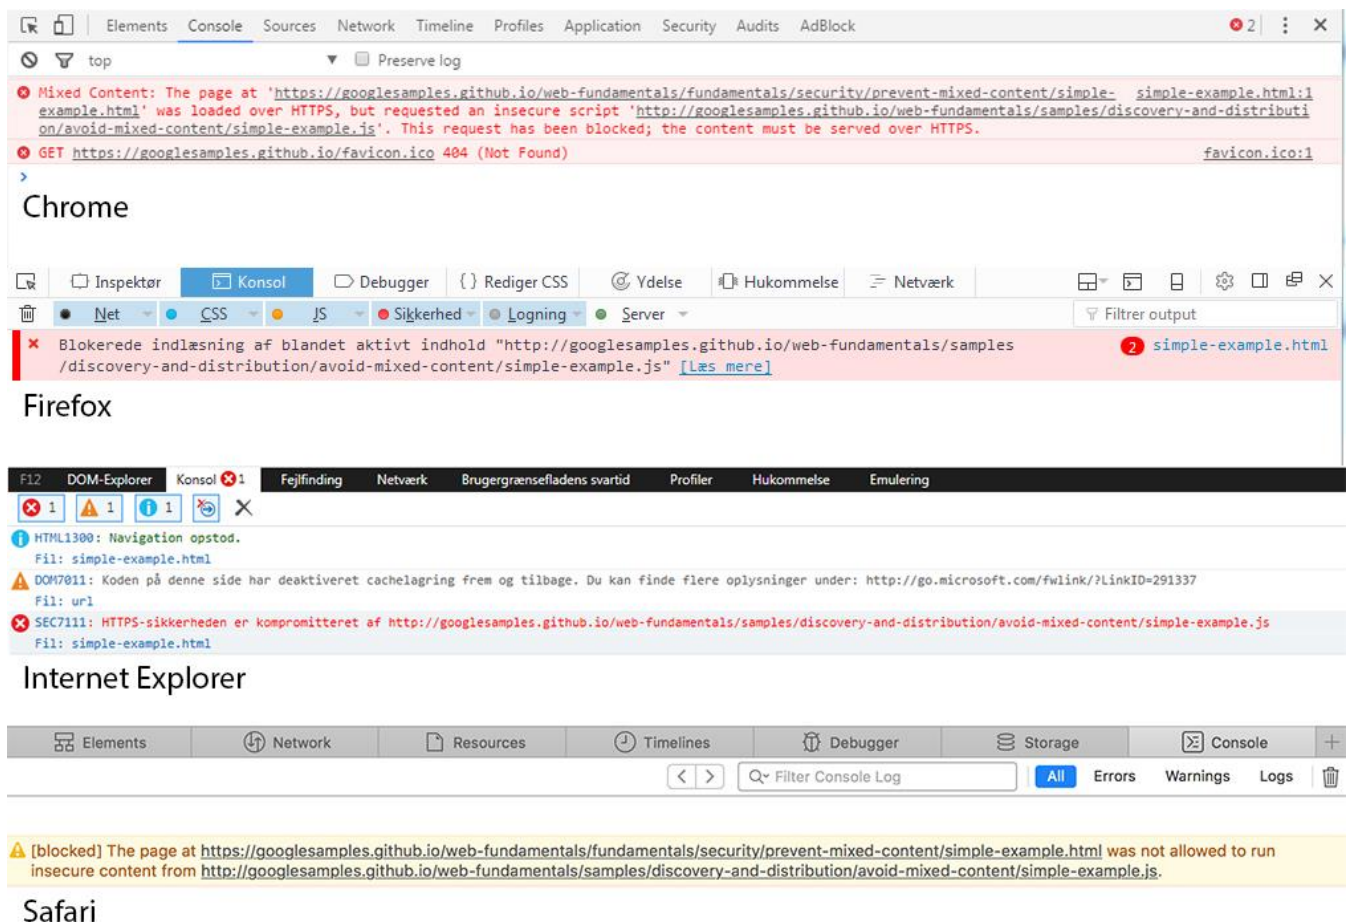 Elements Console Sources Network Timeline Profiles Application Security Audits AdBlock 2
top Preserve log
Mixed Content: The page at 'https://googlesamples.github.io/web-fundamentals/fundamentals/security/prevent-mixed-content/simple- simple-example.html:1
example.html' was loaded over HTTPS, but requested an insecure script 'http://googlesamples.github.io/web-fundamentals/samples/discovery-and-distributi
on/avoid-mixed-content/simple-example.js'. This request has been blocked; the content must be served over HTTPS.
GET https://googlesamples.github.io/favicon.ico 404 (Not Found) favicon.ico:1
Chrome
Inspektør Konsol Debugger { } Rediger CSS Ydelse Hukommelse Netværk
Net CSS JS Sikkerhed Logning Server Filtrer output
Blokerede indlæsning af blandet aktivt indhold "http://googlesamples.github.io/web-fundamentals/samples 2 simple-example.html
/discovery-and-distribution/avoid-mixed-content/simple-example.js" [Læs mere]
Firefox
F12 DOM-Explorer Konsol 1 Fejlfinding Netværk Brugergrænsefladens svartid Profiler Hukommelse Emulering
1 1 1
HTML1300: Navigation opstod.
Fil: simple-example.html
DOM7011: Koden på denne side har deaktiveret cachelagring frem og tilbage. Du kan finde flere oplysninger under: http://go.microsoft.com/fwlink/?LinkID=291337
Fil: url
SEC7111: HTTPS-sikkerheden er kompromitteret af http://googlesamples.github.io/web-fundamentals/samples/discovery-and-distribution/avoid-mixed-content/simple-example.js
Fil: simple-example.html
Internet Explorer
Elements Network Resources Timelines Debugger Storage Console
Filter Console Log All Errors Warnings Logs
[blocked] The page at https://googlesamples.github.io/web-fundamentals/fundamentals/security/prevent-mixed-content/simple-example.html was not allowed to run
insecure content from http://googlesamples.github.io/web-fundamentals/samples/discovery-and-distribution/avoid-mixed-content/simple-example.js.
Safari